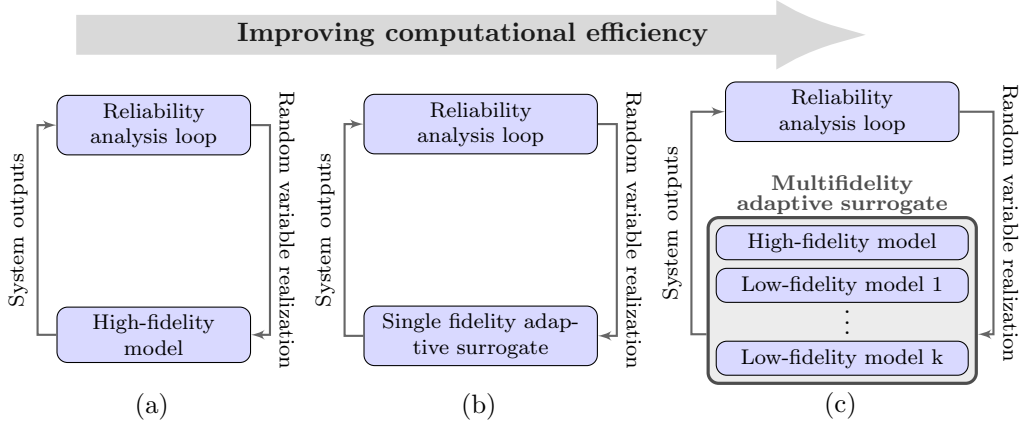 Improving computational efficiency
Reliability
analysis loop
System outputs
Random variable realization
High-fidelity
model
(a)
Reliability
analysis loop
System outputs
Random variable realization
Single fidelity adap-
tive surrogate
(b)
Reliability
analysis loop
System outputs
Random variable realization
Multifidelity
adaptive surrogate
High-fidelity model
Low-fidelity model 1
⋮
Low-fidelity model k
(c)